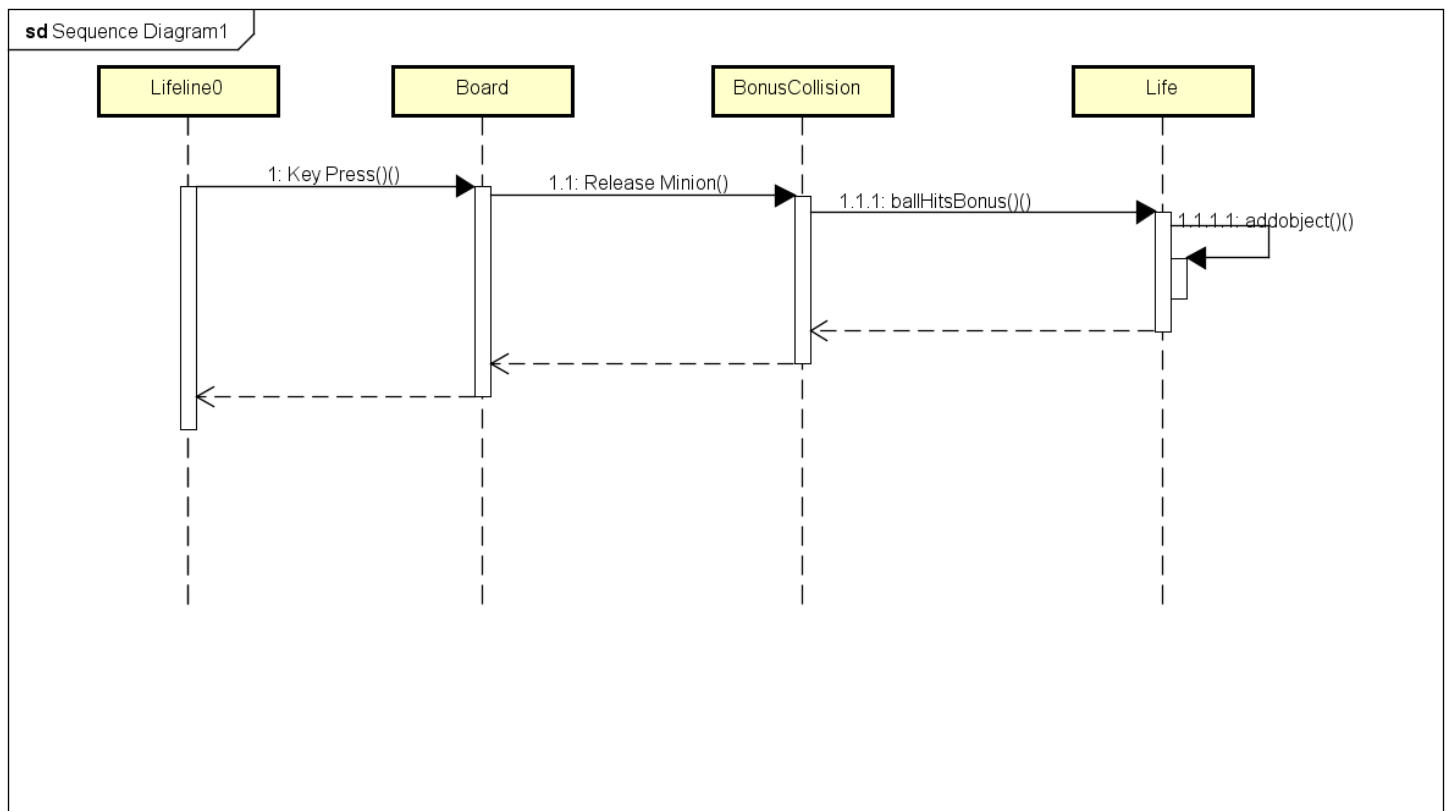 sd Sequence Diagram1
Lifeline0
Board
BonusCollision
Life
1: Key Press()()
1.1: Release Minion()
1.1.1: ballHitsBonus()()
1.1.1.1: addobject()()